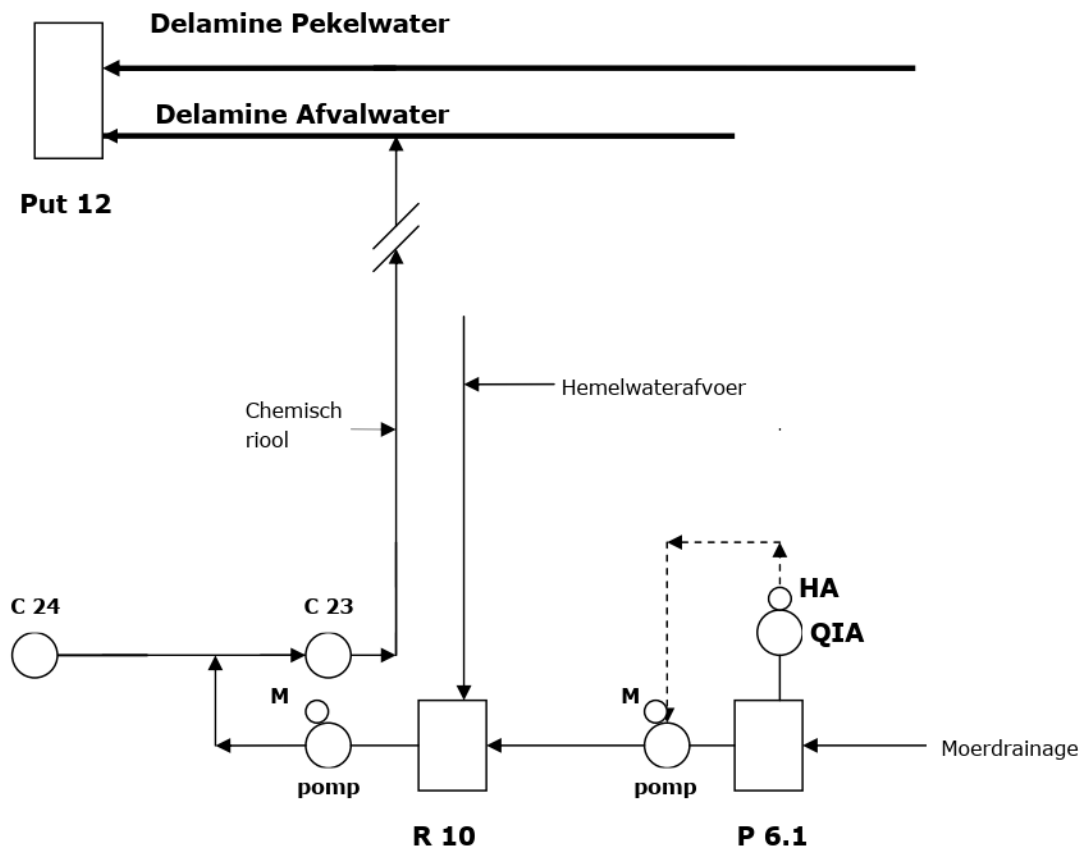 Delamine Pekelwater
Delamine Afvalwater
Put 12
Hemelwaterafvoer
Chemisch
riool
HA
C 24
C 23
QIA
M
M
Moerdrainage
pomp
pomp
R 10
P 6.1